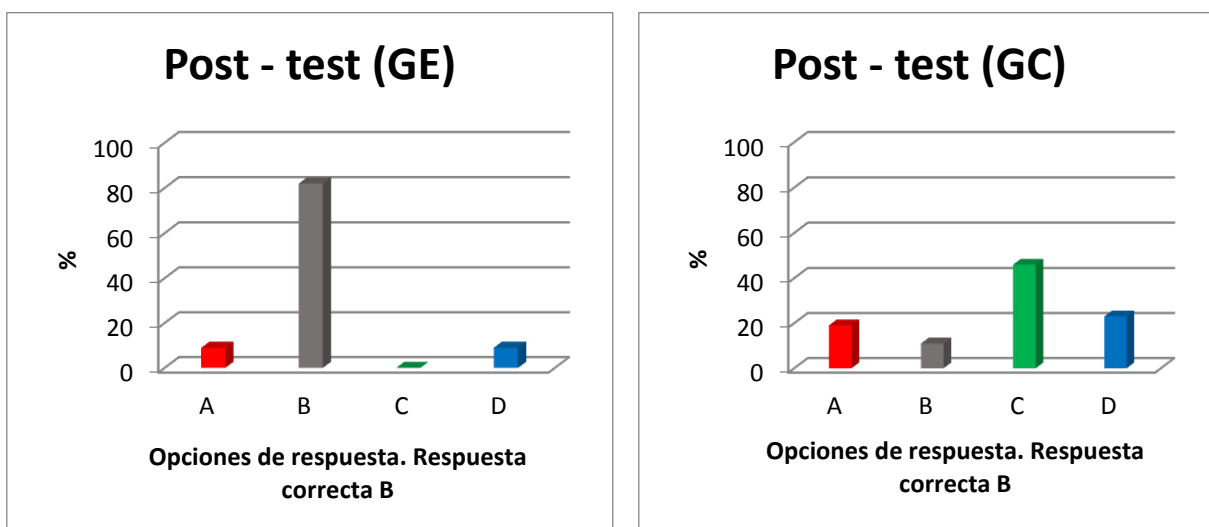 Post - test (GE)
100
80
60
40
20
0
%
A B C D
Opciones de respuesta. Respuesta
correcta B
Post - test (GC)
100
80
60
40
20
0
%
A B C D
Opciones de respuesta. Respuesta
correcta B